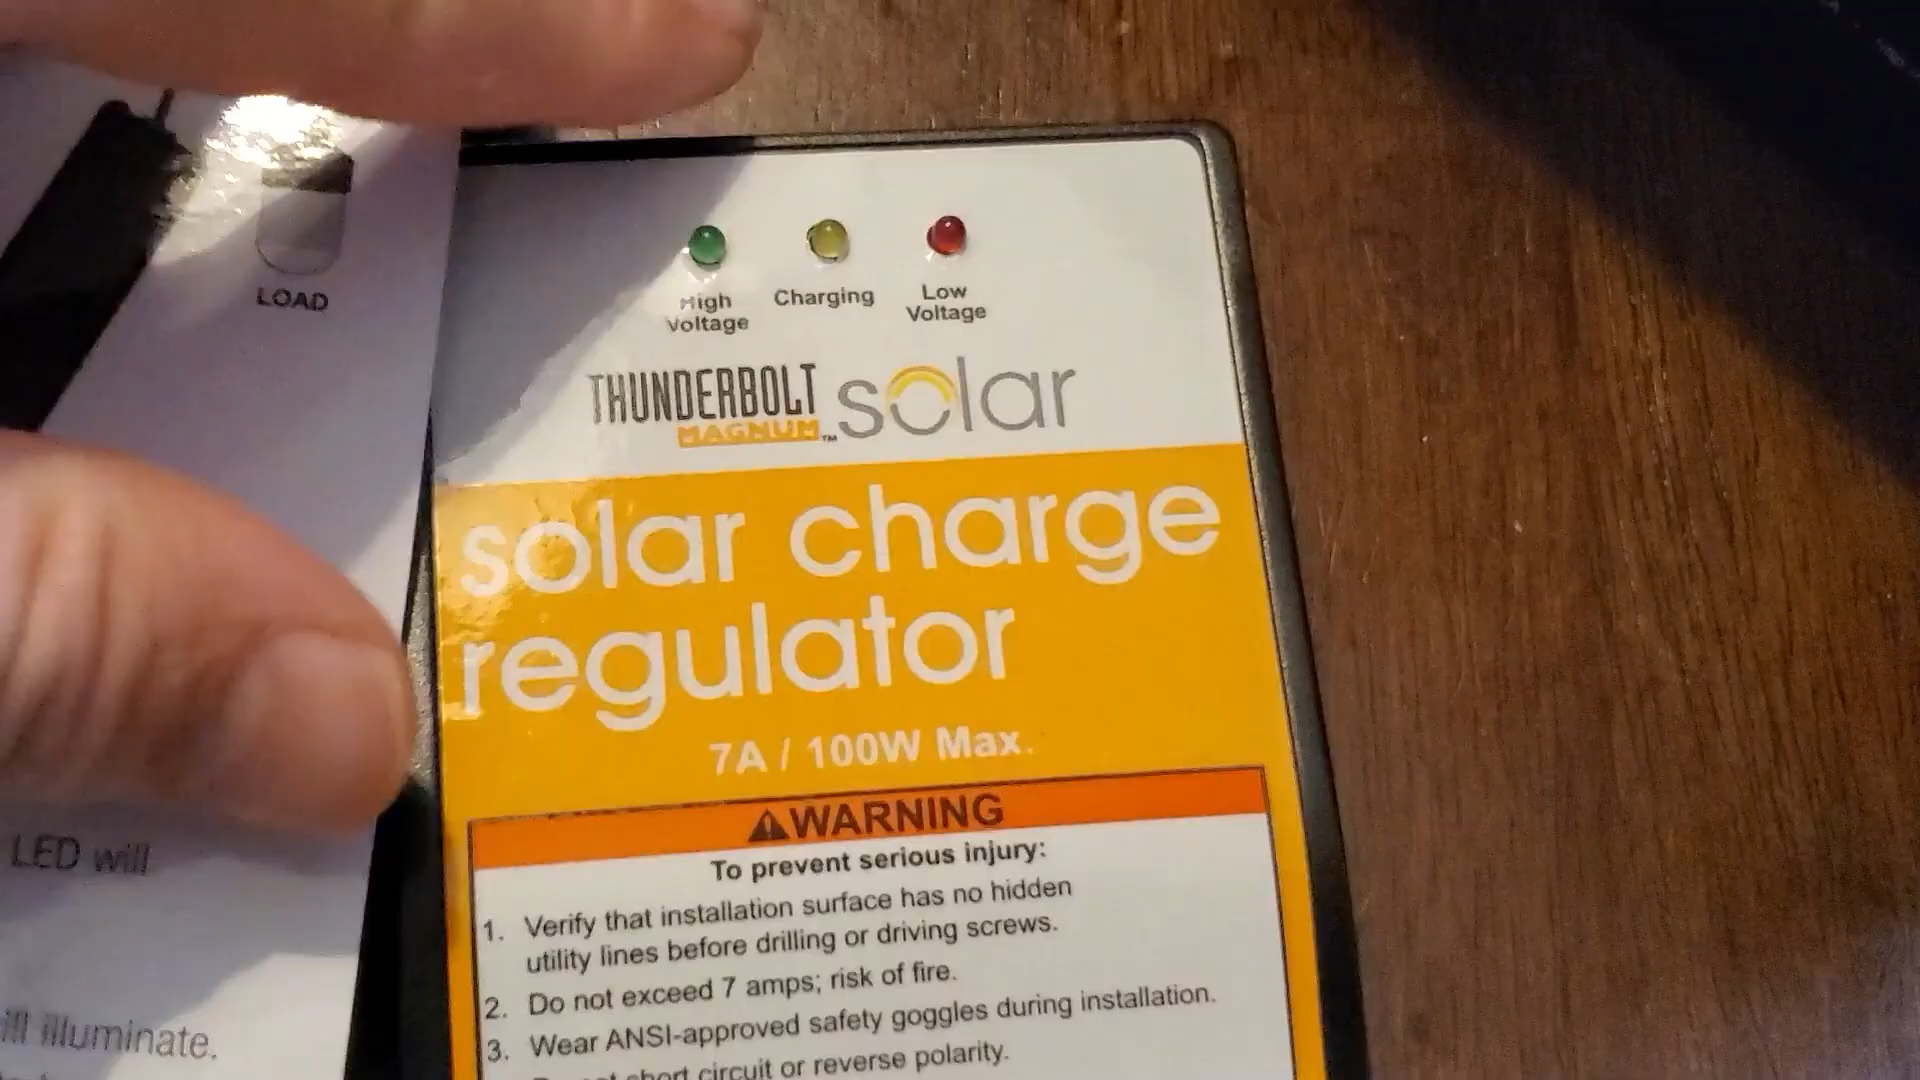 LOAD
LED will
ill illuminate.
High Voltage
Charging
Low Voltage
THUNDERBOLT
MAGNUM™ solar
solar charge
regulator
7A / 100W Max.
⚠WARNING
To prevent serious injury:
1. Verify that installation surface has no hidden
utility lines before drilling or driving screws.
2. Do not exceed 7 amps; risk of fire.
3. Wear ANSI-approved safety goggles during installation.
short circuit or reverse polarity.